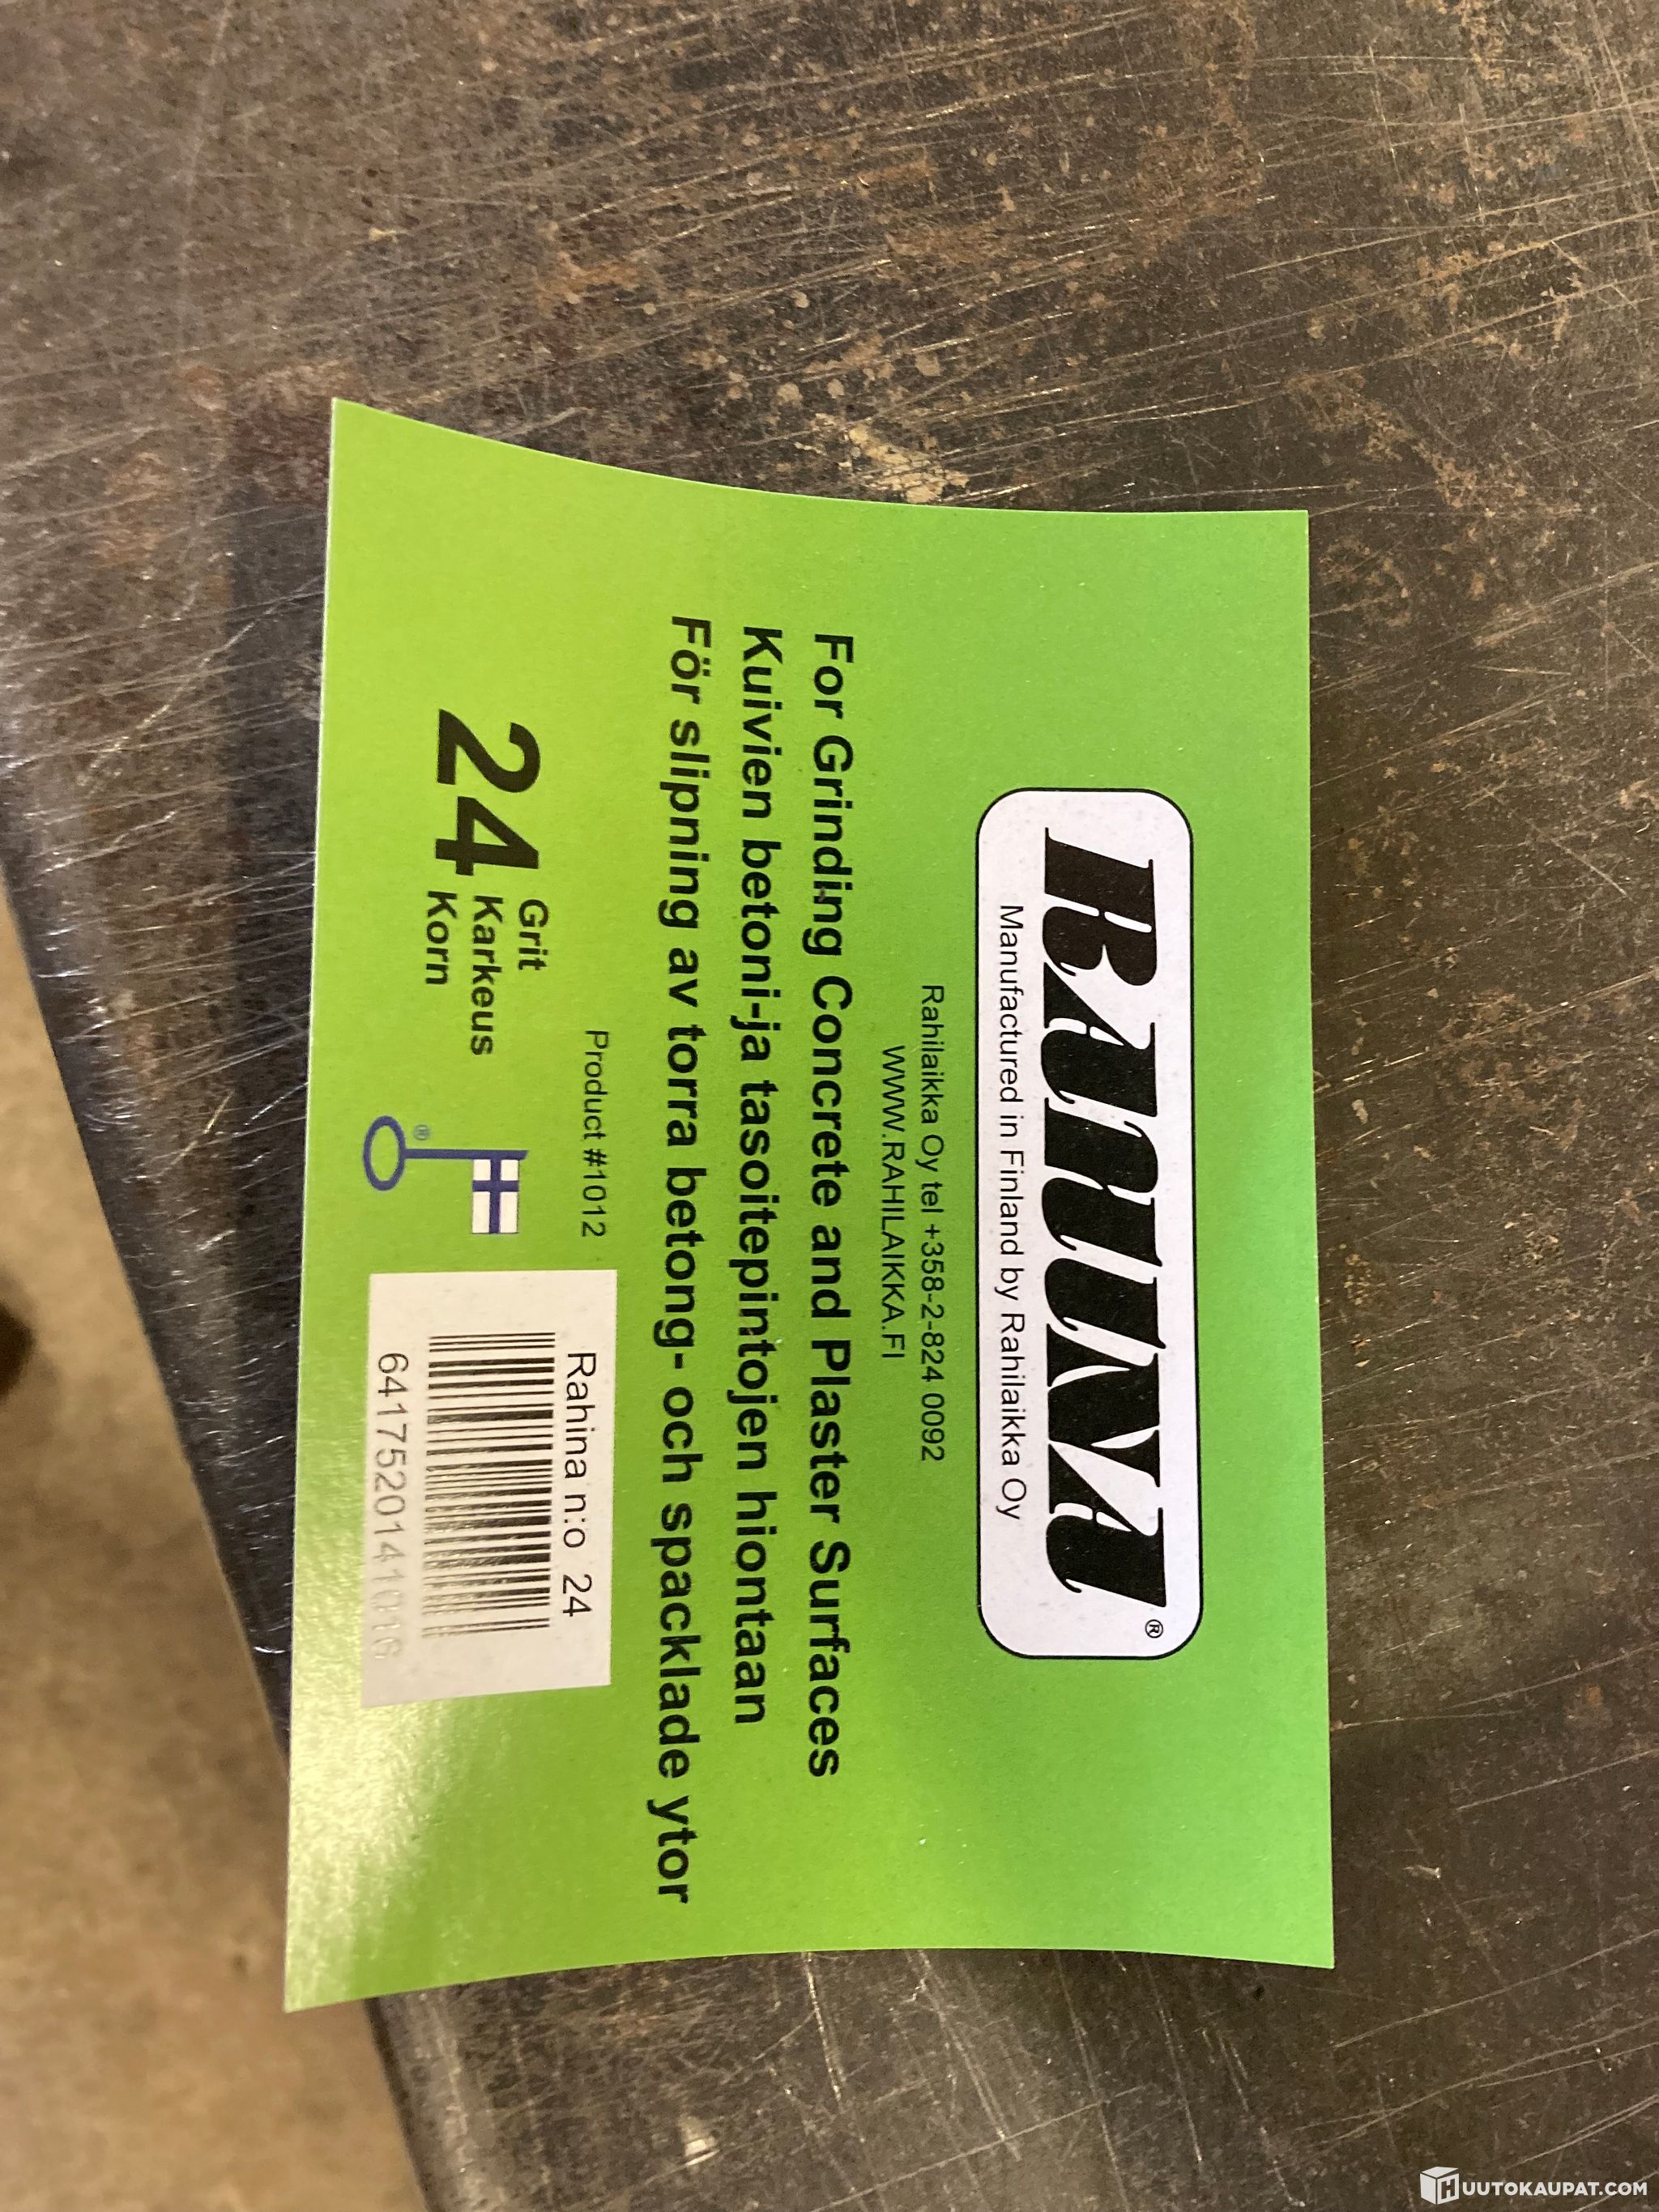 RAHINA®
Manufactured in Finland by Rahilaikka Oy
Rahilaikka Oy tel +358-2-824 0092
WWW.RAHILAIKKA.FI
For Grinding Concrete and Plaster Surfaces
Kuivien betoni-ja tasoitepintojen hiontaan
För slipning av torra betong- och spacklade ytor
Product #1012
24
Grit
Karkeus
Korn
®
Rahina n:o 24
6417520141016
HUUTOKAUPAT.COM